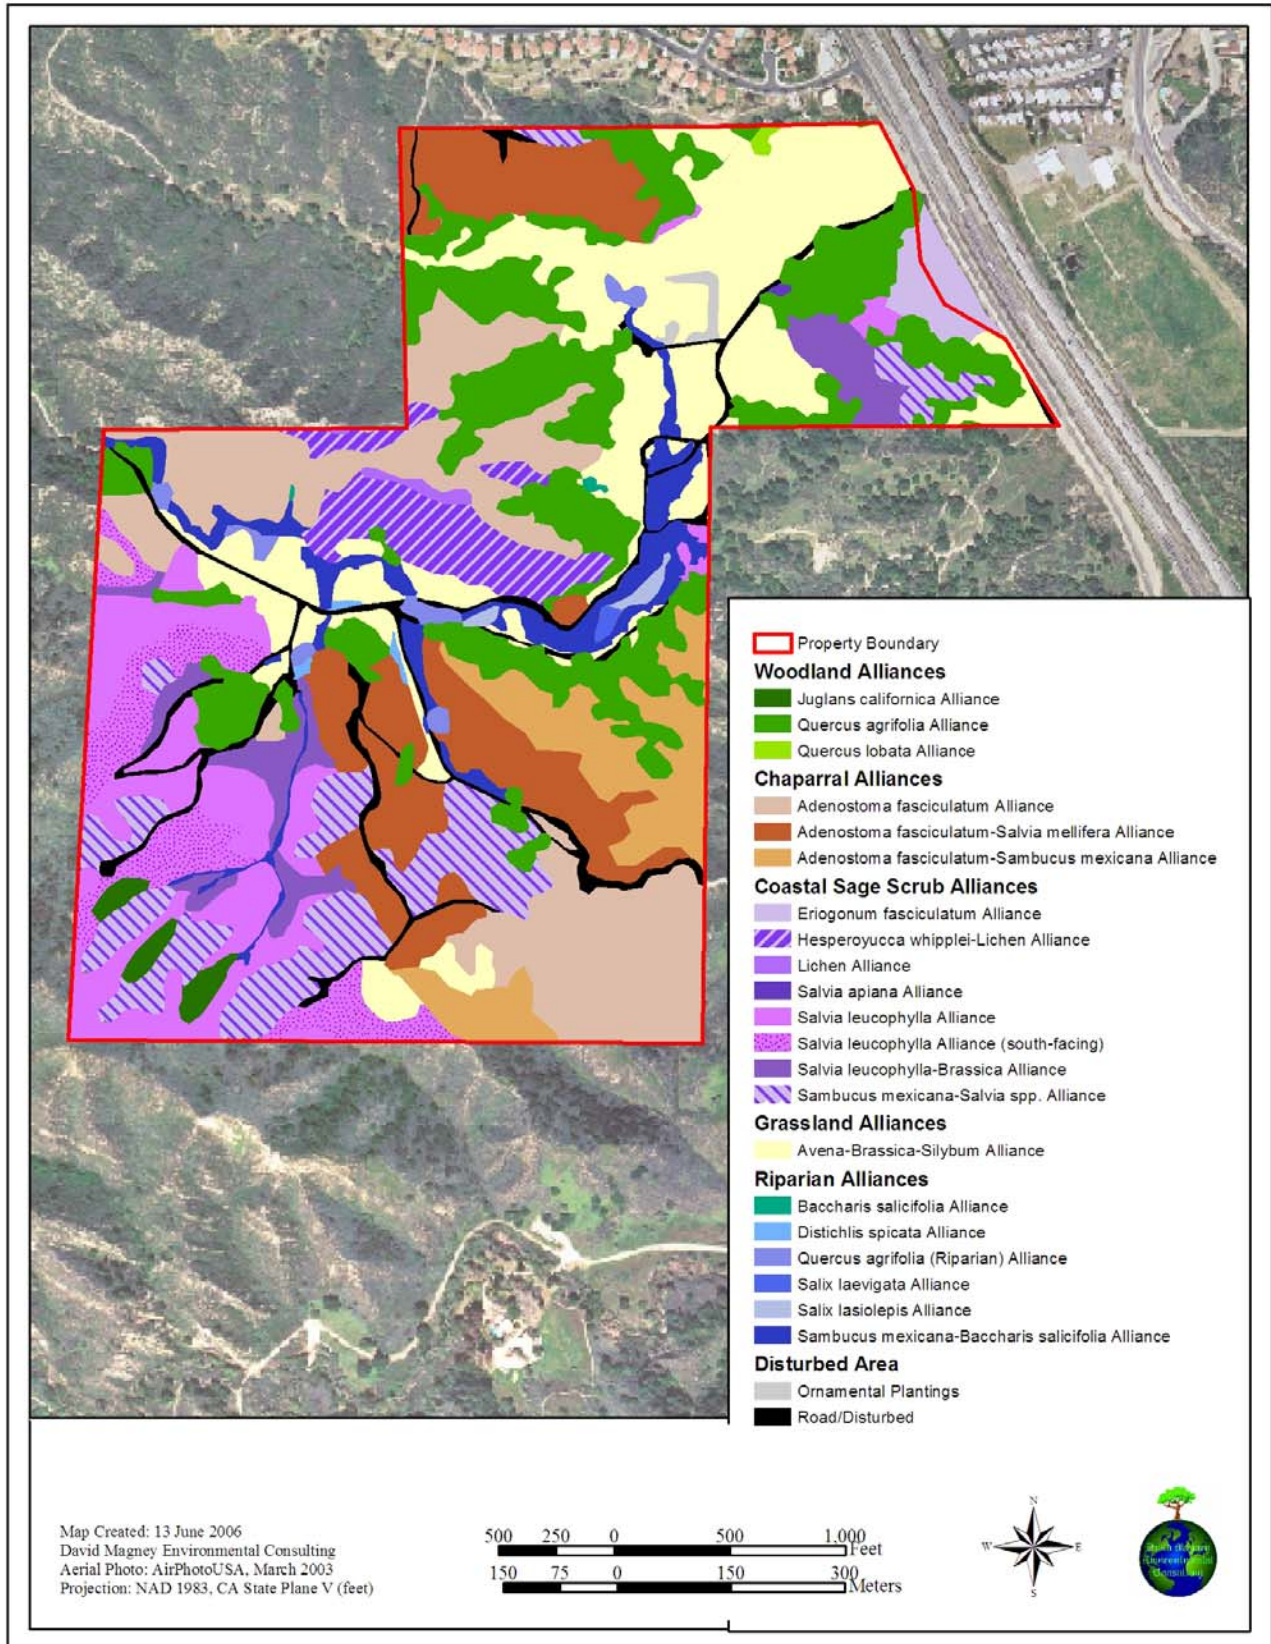 Property Boundary
Woodland Alliances
Juglans californica Alliance
Quercus agrifolia Alliance
Quercus lobata Alliance
Chaparral Alliances
Adenostoma fasciculatum Alliance
Adenostoma fasciculatum-Salvia mellifera Alliance
Adenostoma fasciculatum-Sambucus mexicana Alliance
Coastal Sage Scrub Alliances
Eriogonum fasciculatum Alliance
Hesperoyucca whipplei-Lichen Alliance
Lichen Alliance
Salvia apiana Alliance
Salvia leucophylla Alliance
Salvia leucophylla Alliance (south-facing)
Salvia leucophylla-Brassica Alliance
Sambucus mexicana-Salvia spp. Alliance
Grassland Alliances
Avena-Brassica-Silybum Alliance
Riparian Alliances
Baccharis salicifolia Alliance
Distichlis spicata Alliance
Quercus agrifolia (Riparian) Alliance
Salix laevigata Alliance
Salix lasiolepis Alliance
Sambucus mexicana-Baccharis salicifolia Alliance
Disturbed Area
Ornamental Plantings
Road/Disturbed
Map Created: 13 June 2006
David Magney Environmental Consulting
Aerial Photo: AirPhotoUSA, March 2003
Projection: NAD 1983, CA State Plane V (feet)
500 250 0 500 1,000
Feet
150 75 0 150 300
Meters
N
W E
S
David Magney
Environmental
Consulting